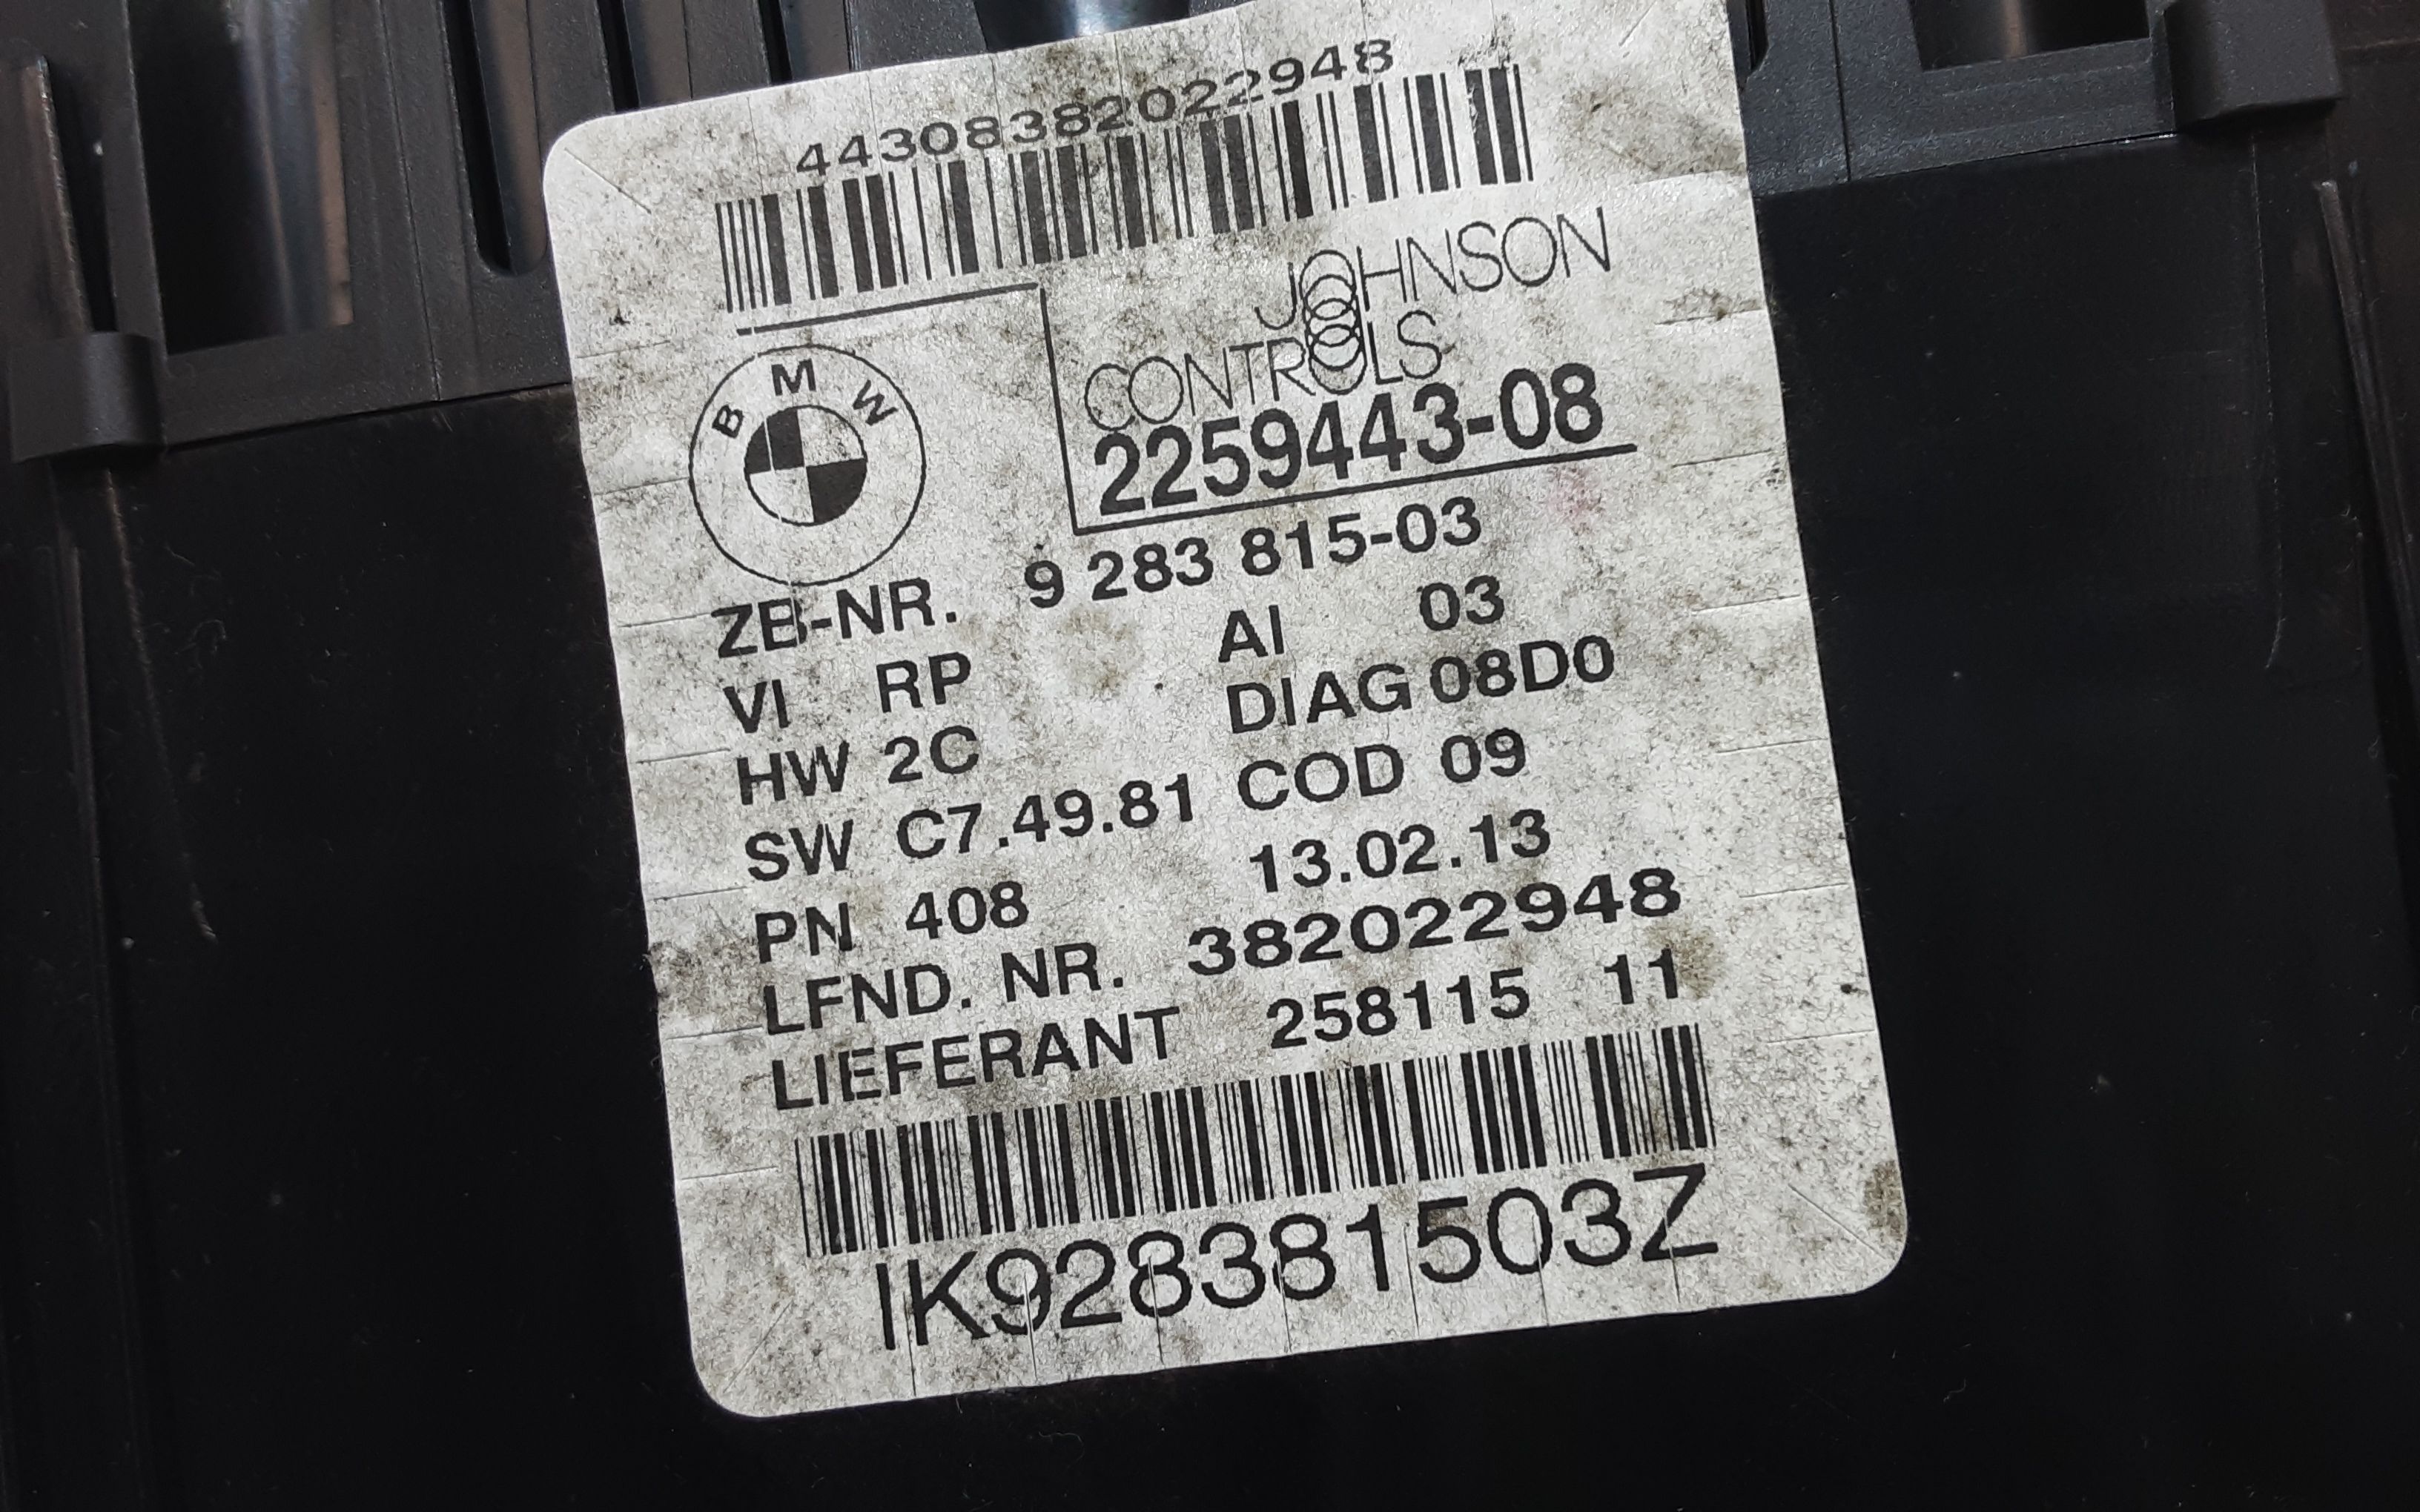 44308382022948
JOHNSON
CONTROLS
BMW
2259443-08
ZB-NR. 9 283 815-03
VI RP AI 03
HW 2C DIAG 08D0
SW C7.49.81 COD 09
PN 408 13.02.13
LFND. NR. 382022948
LIEFERANT 258115 11
IK928381503Z